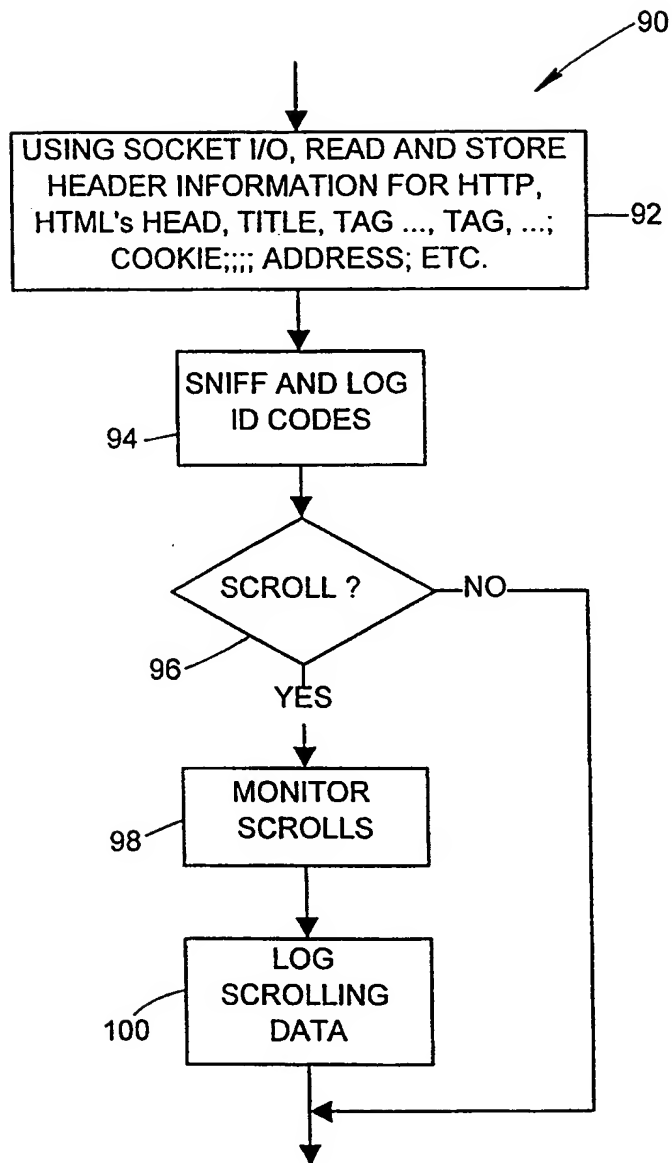 90
USING SOCKET I/O, READ AND STORE
HEADER INFORMATION FOR HTTP,
HTML's HEAD, TITLE, TAG ..., TAG, ...;
COOKIE;;;; ADDRESS; ETC.
92
SNIFF AND LOG
ID CODES
94
SCROLL ?
NO
96
YES
MONITOR
SCROLLS
98
LOG
SCROLLING
DATA
100